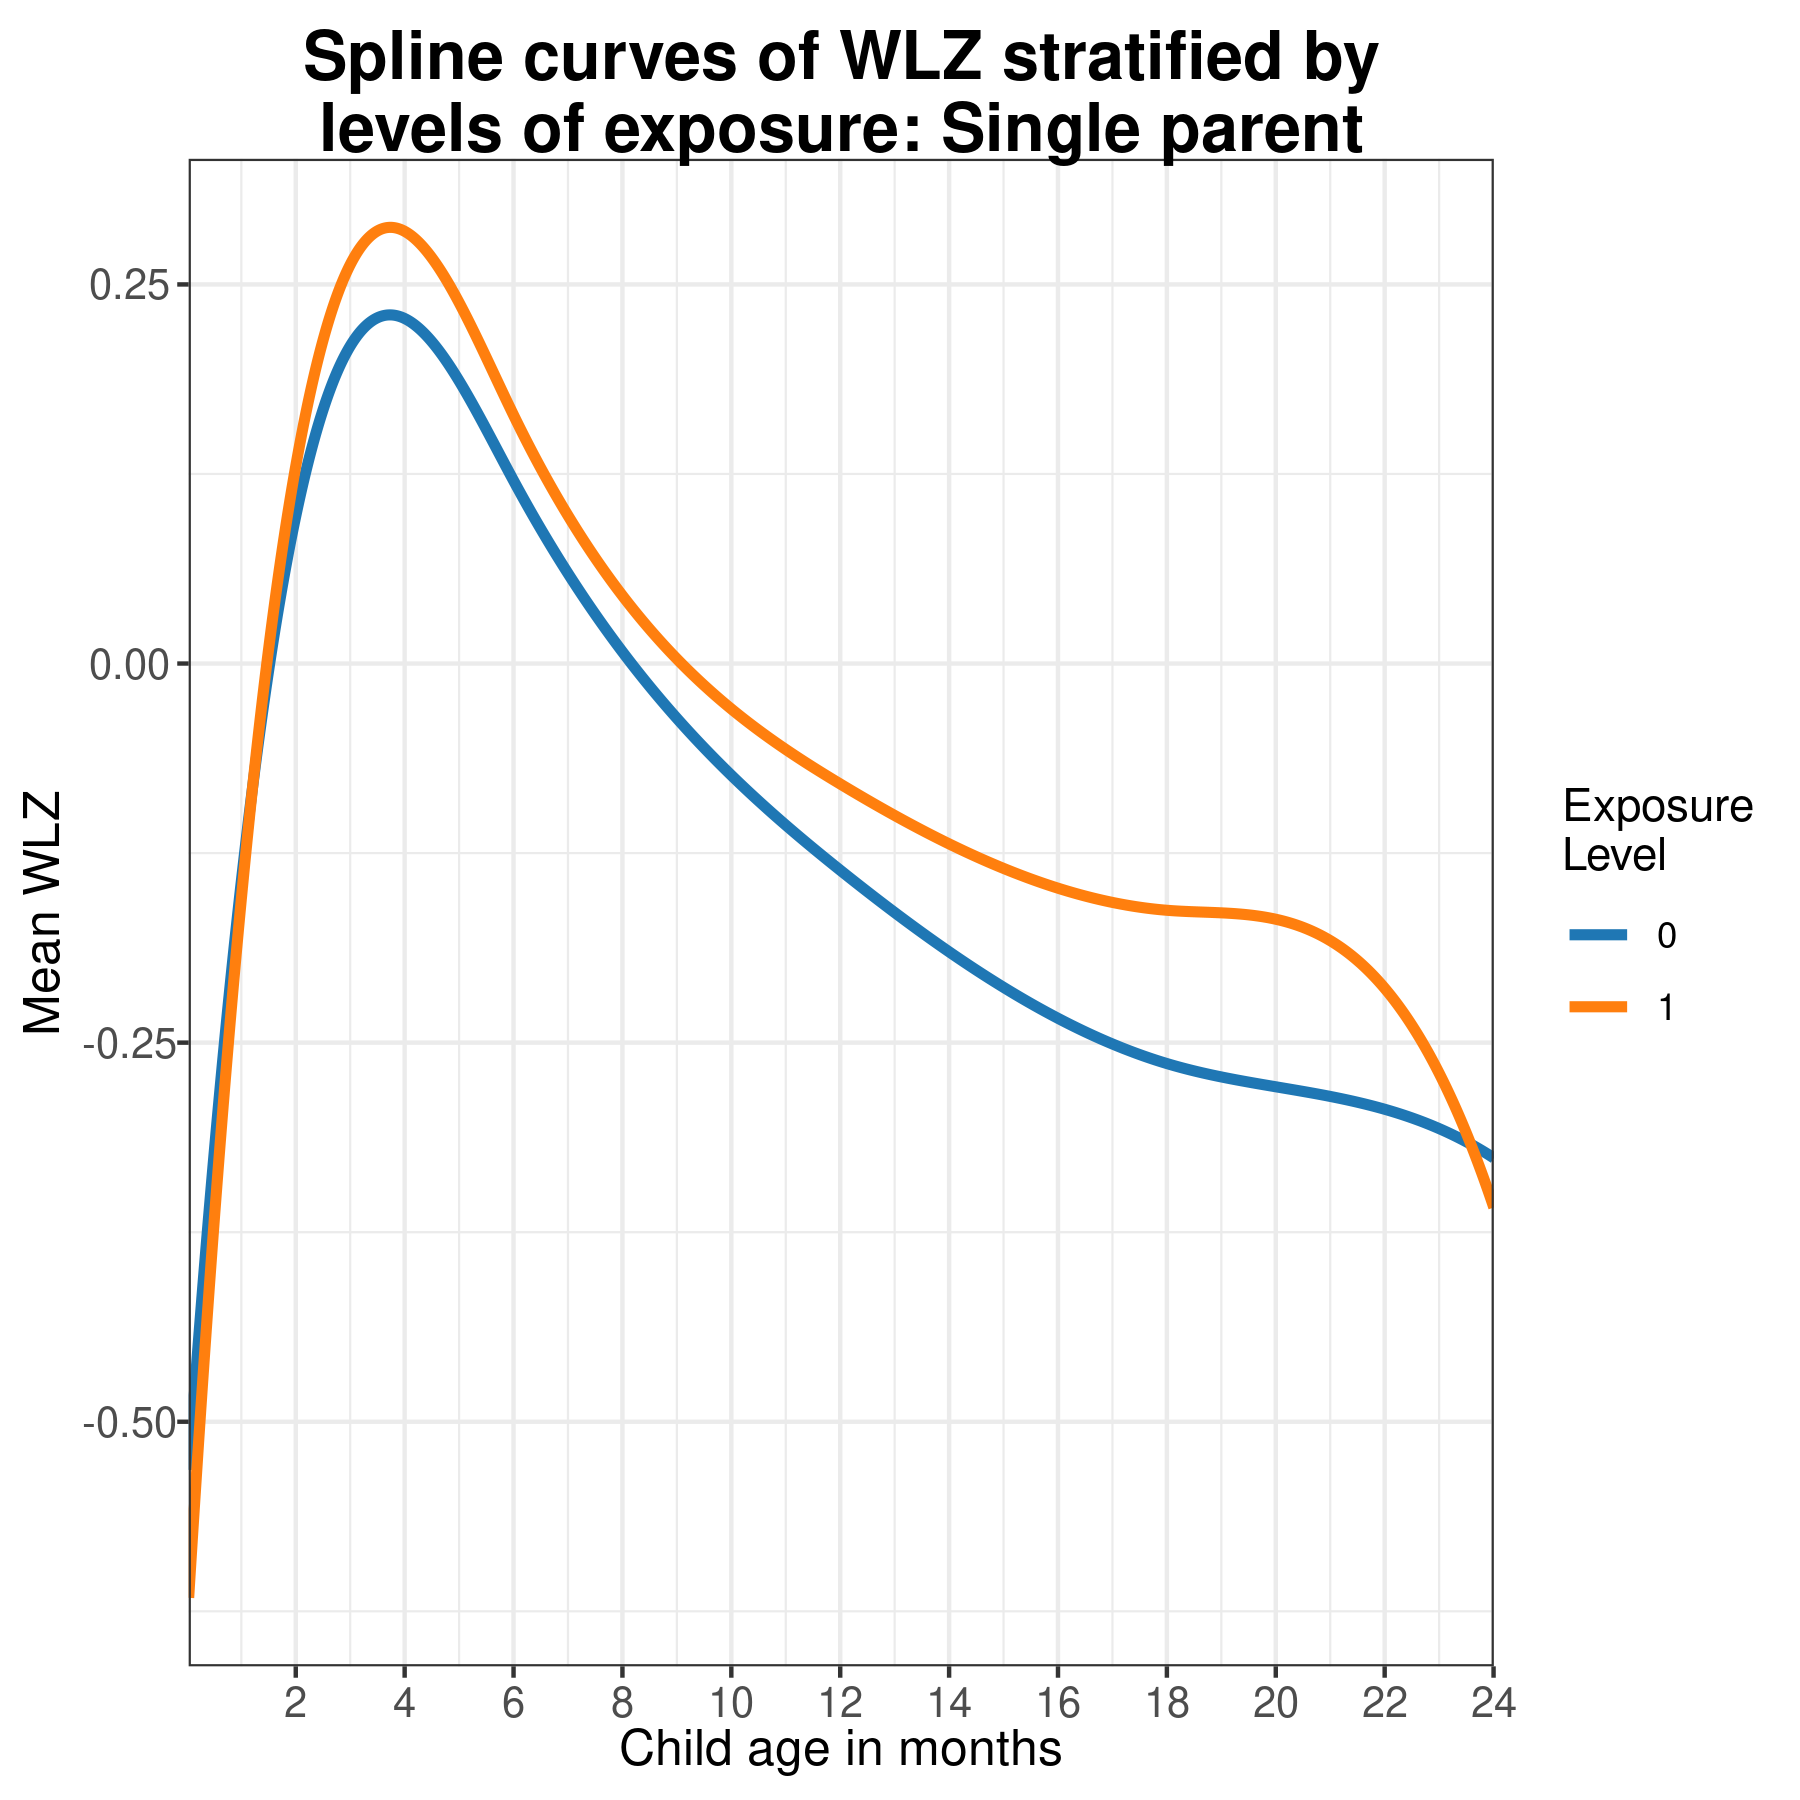 Spline curves of WLZ stratified by
levels of exposure: Single parent
0.25
0.00
-0.25
-0.50
Mean WLZ
2 4 6 8 10 12 14 16 18 20 22 24
Child age in months
Exposure
Level
0
1